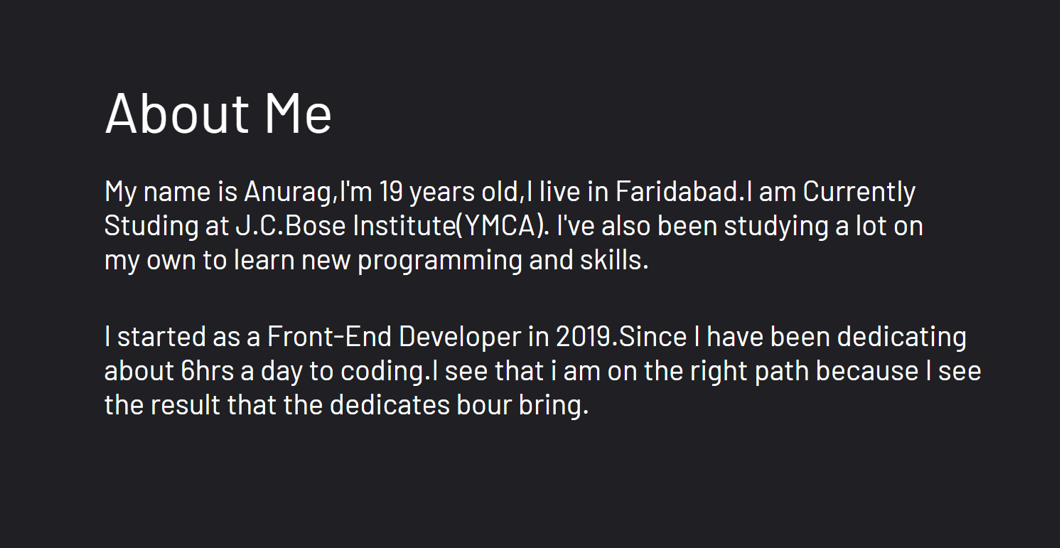 About Me
My name is Anurag,I'm 19 years old,I live in Faridabad.I am Currently
Studing at J.C.Bose Institute(YMCA). I've also been studying a lot on
my own to learn new programming and skills.
I started as a Front-End Developer in 2019.Since I have been dedicating
about 6hrs a day to coding.I see that i am on the right path because I see
the result that the dedicates bour bring.